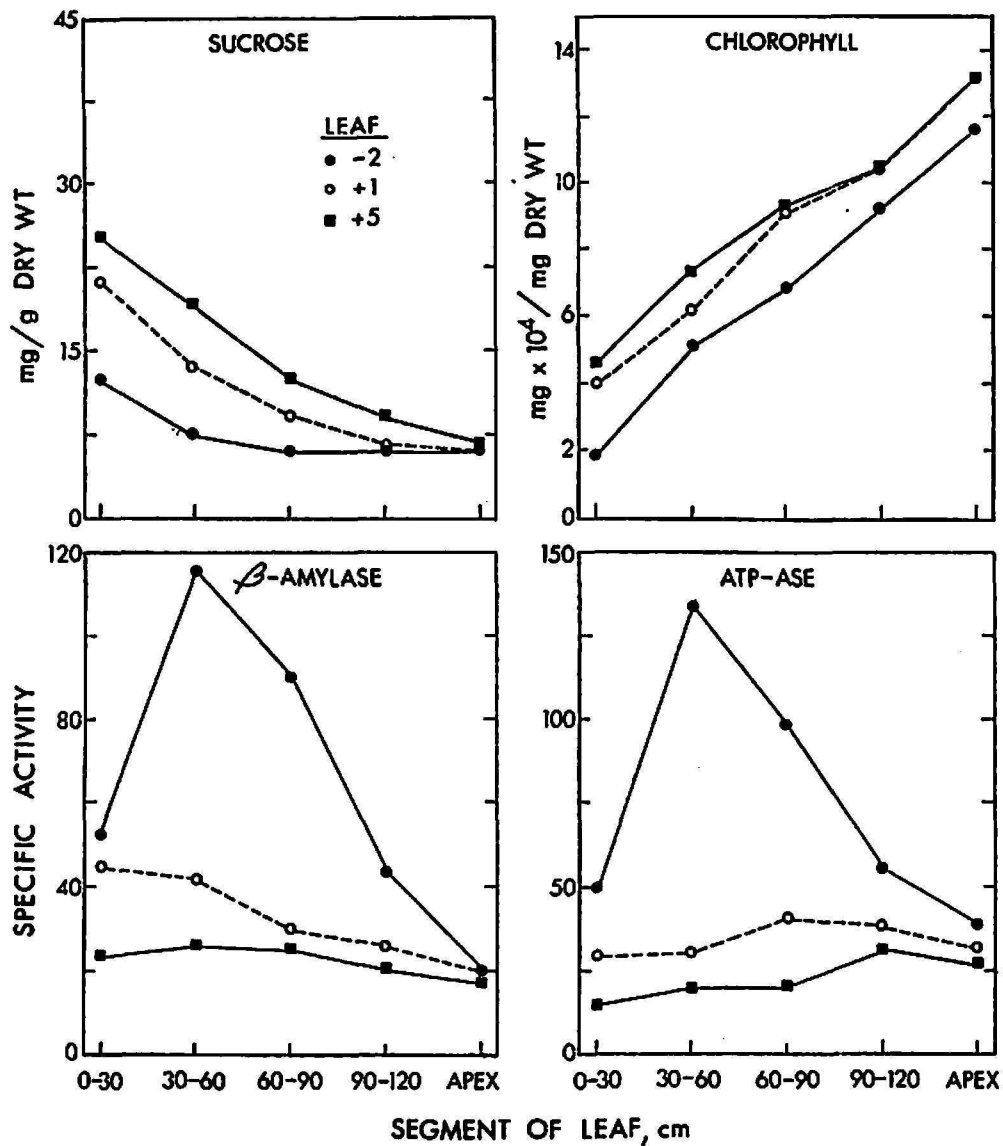 SUCROSE
CHLOROPHYLL
45
30
15
0
mg/g DRY WT
LEAF
-2
+1
+5
14
10
6
2
0
mg x 10⁴/mg DRY WT
β-AMYLASE
ATP-ASE
120
80
40
0
SPECIFIC ACTIVITY
150
100
50
0
0-30 30-60 60-90 90-120 APEX
0-30 30-60 60-90 90-120 APEX
SEGMENT OF LEAF, cm